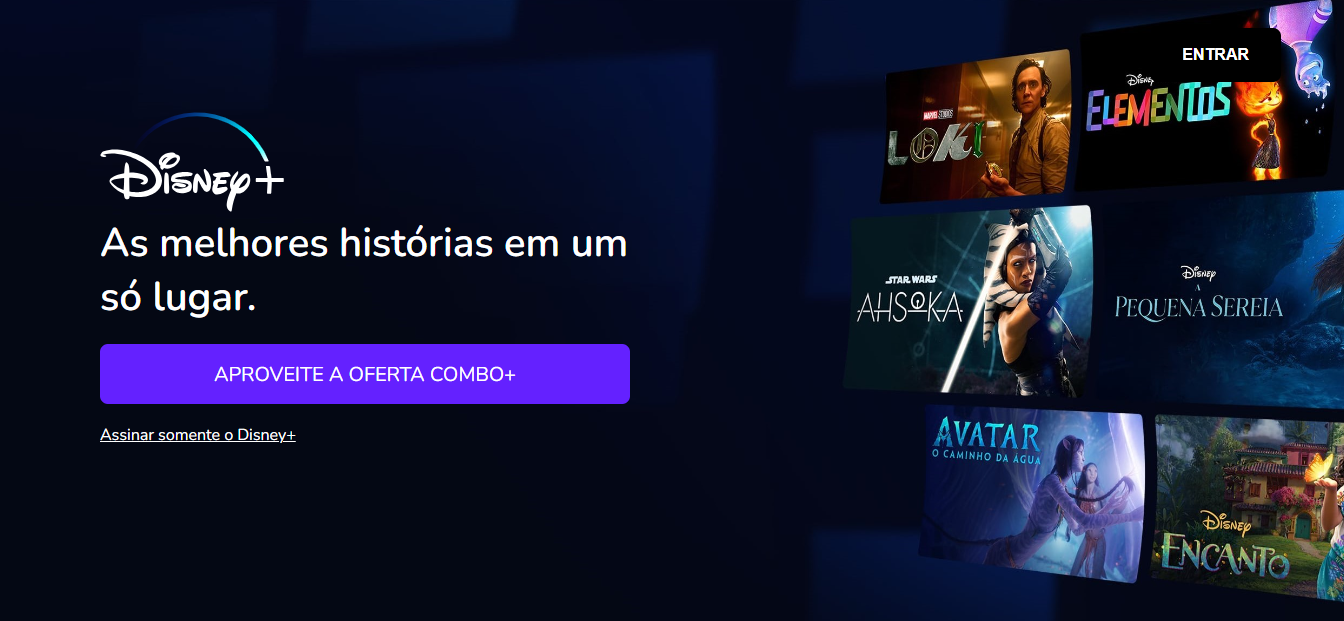 ENTRAR
Disney+
As melhores histórias em um
só lugar.
APROVEITE A OFERTA COMBO+
Assinar somente o Disney+
MARVEL STUDIOS
LOKI
Disney
ELEMENTOS
STAR WARS
AHSOKA
Disney
A
PEQUENA SEREIA
AVATAR
O CAMINHO DA ÁGUA
Disney
ENCANTO